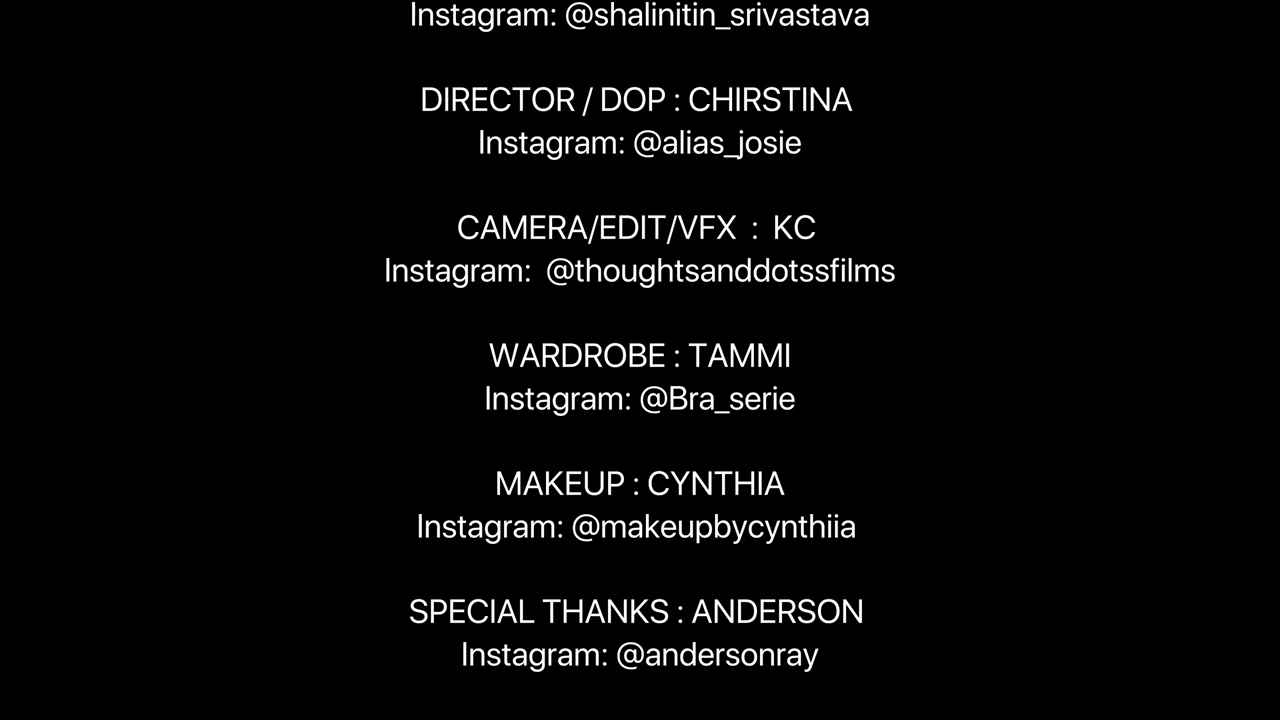 Instagram: @shalinitin_srivastava
DIRECTOR / DOP : CHIRSTINA
Instagram: @alias_josie
CAMERA/EDIT/VFX : KC
Instagram: @thoughtsanddotssfilms
WARDROBE : TAMMI
Instagram: @Bra_serie
MAKEUP : CYNTHIA
Instagram: @makeupbycynthiia
SPECIAL THANKS : ANDERSON
Instagram: @andersonray